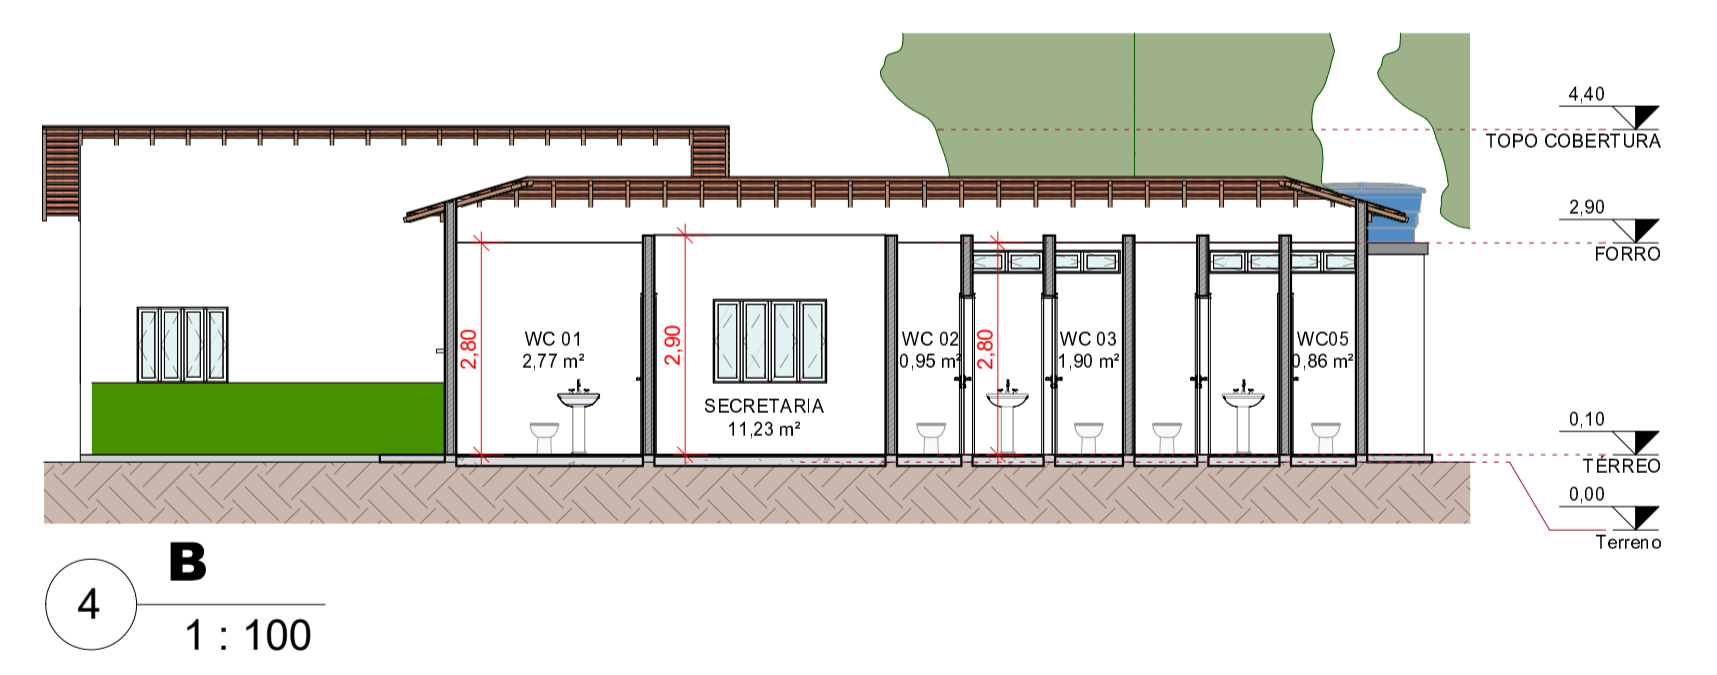 4,40
TOPO COBERTURA
2,90
FORRO
2,80
WC 01
2,77 m²
2,90
SECRETARIA
11,23 m²
WC 02
0,95 m²
2,80
WC 03
1,90 m²
WC05
0,86 m²
0,10
TÉRREO
0,00
Terreno
4
B
1 : 100